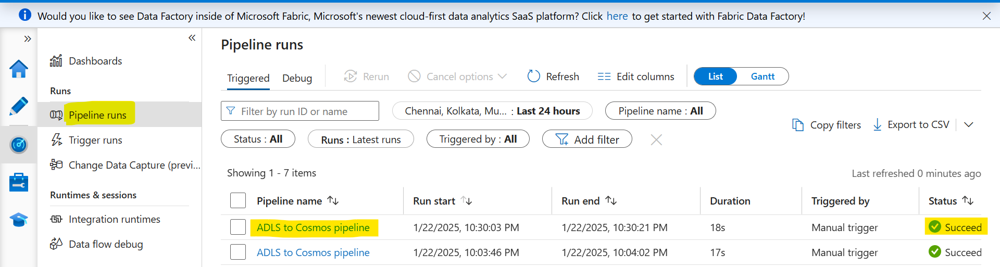 Would you like to see Data Factory inside of Microsoft Fabric, Microsoft's newest cloud-first data analytics SaaS platform? Click here to get started with Fabric Data Factory!
Dashboards
Runs
Pipeline runs
Trigger runs
Change Data Capture (previ...
Runtimes & sessions
Integration runtimes
Data flow debug
Pipeline runs
Triggered Debug Rerun Cancel options Refresh Edit columns List Gantt
Filter by run ID or name Chennai, Kolkata, Mu... : Last 24 hours Pipeline name : All
Status : All Runs : Latest runs Triggered by : All Add filter
Copy filters Export to CSV
Showing 1 - 7 items Last refreshed 0 minutes ago
Pipeline name Run start Run end Duration Triggered by Status
ADLS to Cosmos pipeline 1/22/2025, 10:30:03 PM 1/22/2025, 10:30:21 PM 18s Manual trigger Succeed
ADLS to Cosmos pipeline 1/22/2025, 10:03:46 PM 1/22/2025, 10:04:02 PM 17s Manual trigger Succeed